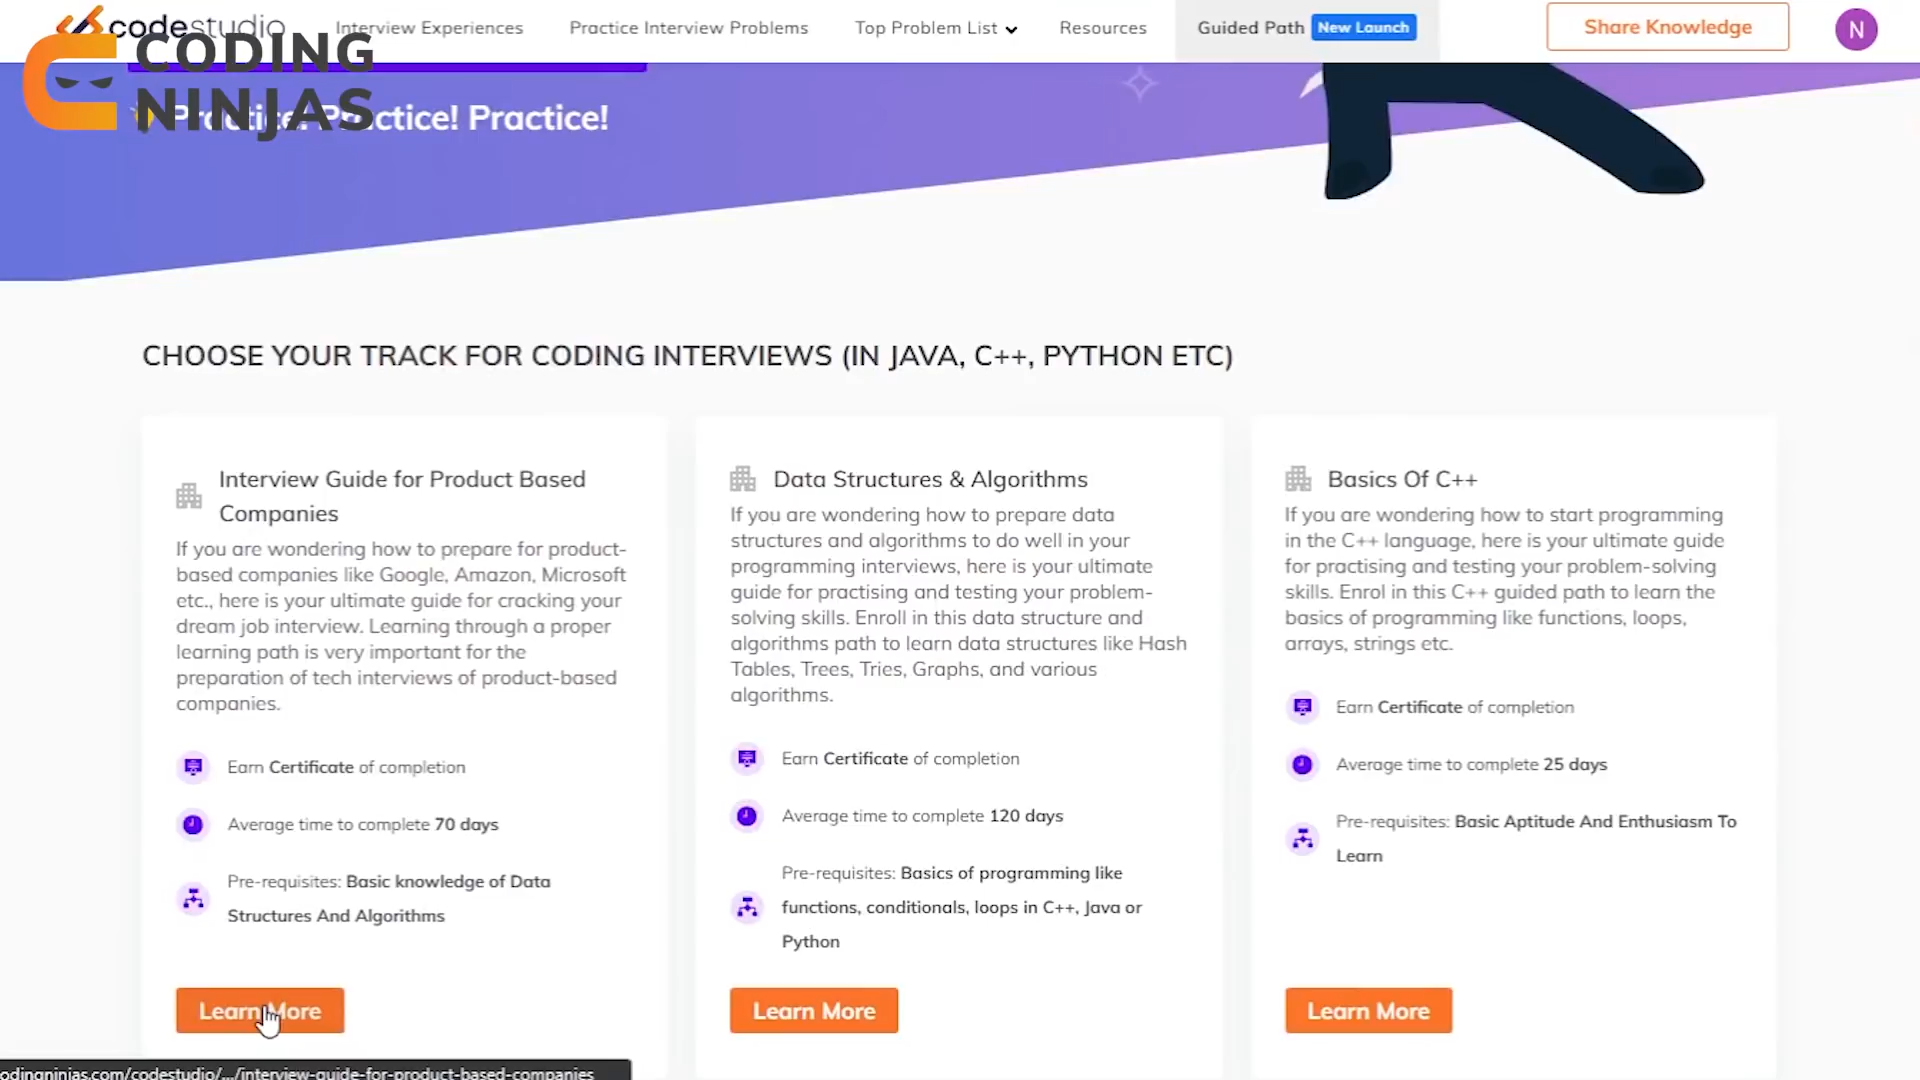 codestudio
Interview Experiences
Practice Interview Problems
Top Problem List
Resources
Guided Path
New Launch
Share Knowledge
N
CODING
NINJAS
Practice! Practice! Practice!
CHOOSE YOUR TRACK FOR CODING INTERVIEWS (IN JAVA, C++, PYTHON ETC)
Interview Guide for Product Based
Companies
If you are wondering how to prepare for product-
based companies like Google, Amazon, Microsoft
etc., here is your ultimate guide for cracking your
dream job interview. Learning through a proper
learning path is very important for the
preparation of tech interviews of product-based
companies.
Earn Certificate of completion
Average time to complete 70 days
Pre-requisites: Basic knowledge of Data
Structures And Algorithms
Learn More
Data Structures & Algorithms
If you are wondering how to prepare data
structures and algorithms to do well in your
programming interviews, here is your ultimate
guide for practising and testing your problem-
solving skills. Enroll in this data structure and
algorithms path to learn data structures like Hash
Tables, Trees, Tries, Graphs, and various
algorithms.
Earn Certificate of completion
Average time to complete 120 days
Pre-requisites: Basics of programming like
functions, conditionals, loops in C++, Java or
Python
Learn More
Basics Of C++
If you are wondering how to start programming
in the C++ language, here is your ultimate guide
for practising and testing your problem-solving
skills. Enrol in this C++ guided path to learn the
basics of programming like functions, loops,
arrays, strings etc.
Earn Certificate of completion
Average time to complete 25 days
Pre-requisites: Basic Aptitude And Enthusiasm To
Learn
Learn More
odingninjas.com/codestudio/.../interview-guide-for-product-based-companies